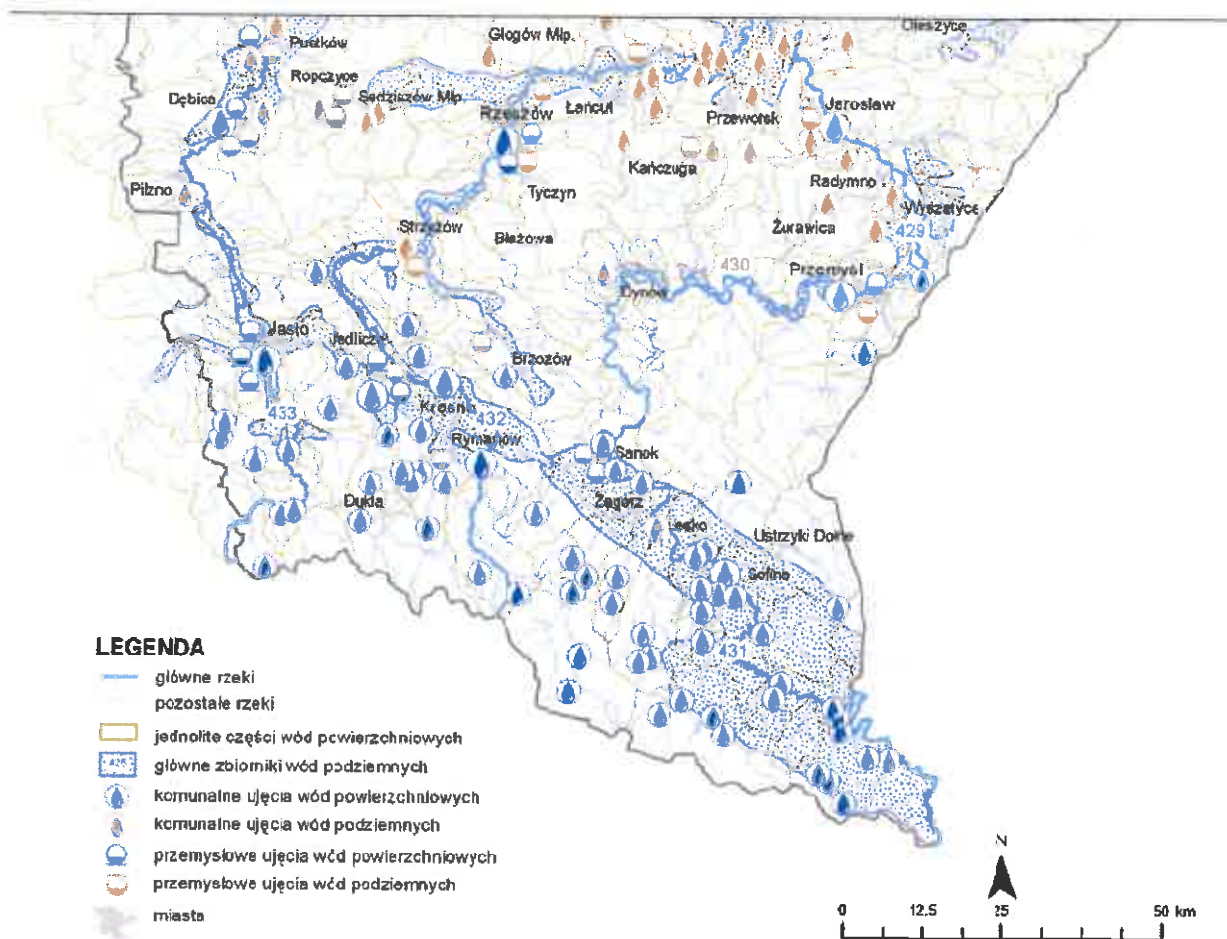 Pustków
Głogów Mlp.
Oleszyce
Ropczyce
Dębica
Sędziszów Mlp.
Rzeszów
Łańcut
Przeworsk
Jarosław
Pilzno
Kańczuga
Radymno
Tyczyn
Wyszatyce
Strzyżów
Błażowa
Żurawica
429
430
Przemyśl
Dynów
Jasło
Jedlicze
Brzozów
433
Krosno
432
Rymanów
Sanok
Dukla
Zagórz
Lesko
Ustrzyki Dolne
Solina
431
LEGENDA
główne rzeki
pozostałe rzeki
jednolite części wód powierzchniowych
główne zbiorniki wód podziemnych
komunalne ujęcia wód powierzchniowych
komunalne ujęcia wód podziemnych
przemysłowe ujęcia wód powierzchniowych
przemysłowe ujęcia wód podziemnych
miasta
N
0 12.5 25 50 km